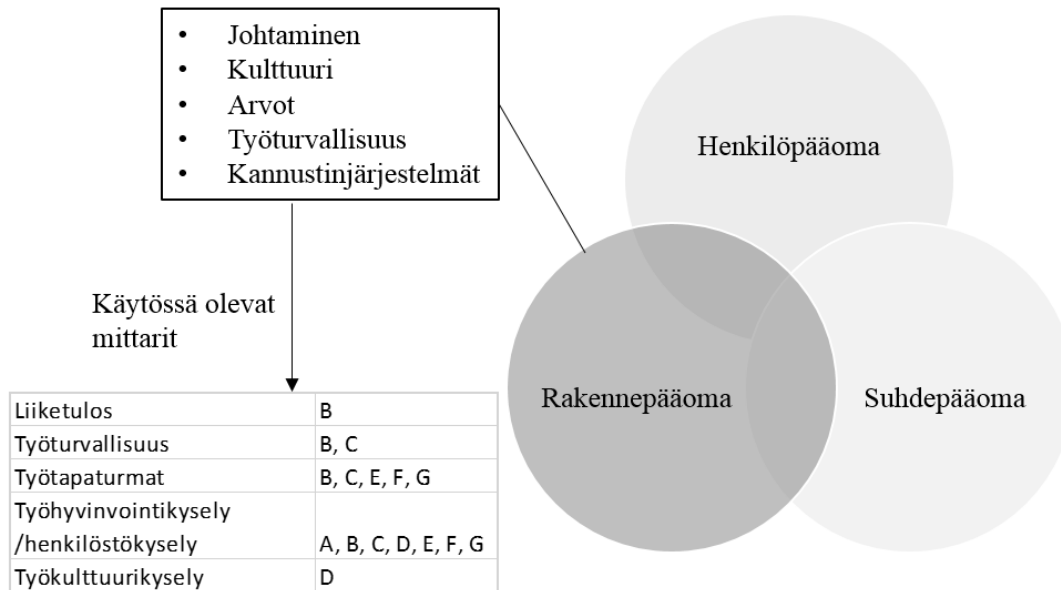 • Johtaminen
• Kulttuuri
• Arvot
• Työturvallisuus
• Kannustinjärjestelmät
Henkilöpääoma
Käytössä olevat
mittarit
Rakennepääoma
Suhdepääoma
Liiketulos B
Työturvallisuus B, C
Työtapaturmat B, C, E, F, G
Työhyvinvointikysely
/henkilöstökysely A, B, C, D, E, F, G
Työkulttuurikysely D